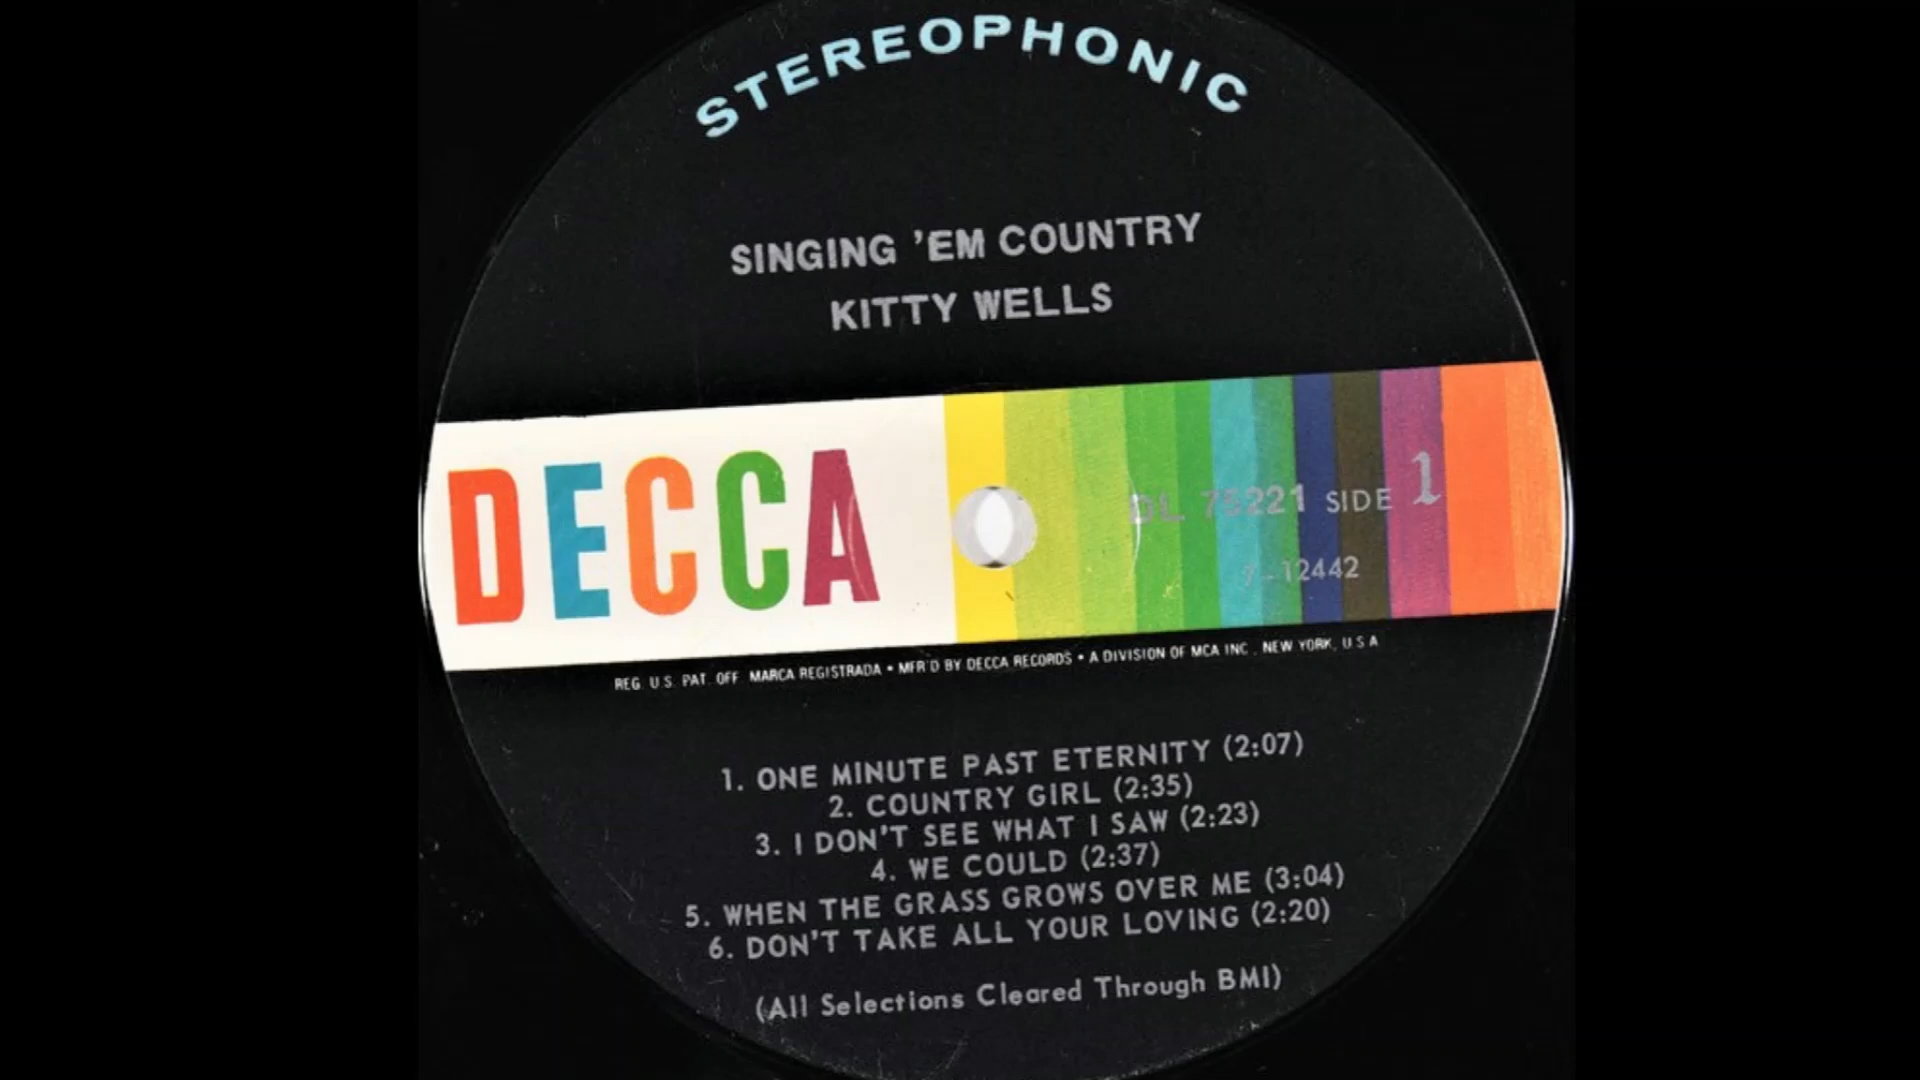 STEREOPHONIC
SINGING 'EM COUNTRY
KITTY WELLS
DECCA
DL 75221 SIDE 1
7-12442
REG. U.S. PAT. OFF. MARCA REGISTRADA • MFR'D BY DECCA RECORDS • A DIVISION OF MCA INC., NEW YORK, U.S.A
1. ONE MINUTE PAST ETERNITY (2:07)
2. COUNTRY GIRL (2:35)
3. I DON'T SEE WHAT I SAW (2:23)
4. WE COULD (2:37)
5. WHEN THE GRASS GROWS OVER ME (3:04)
6. DON'T TAKE ALL YOUR LOVING (2:20)
(All Selections Cleared Through BMI)